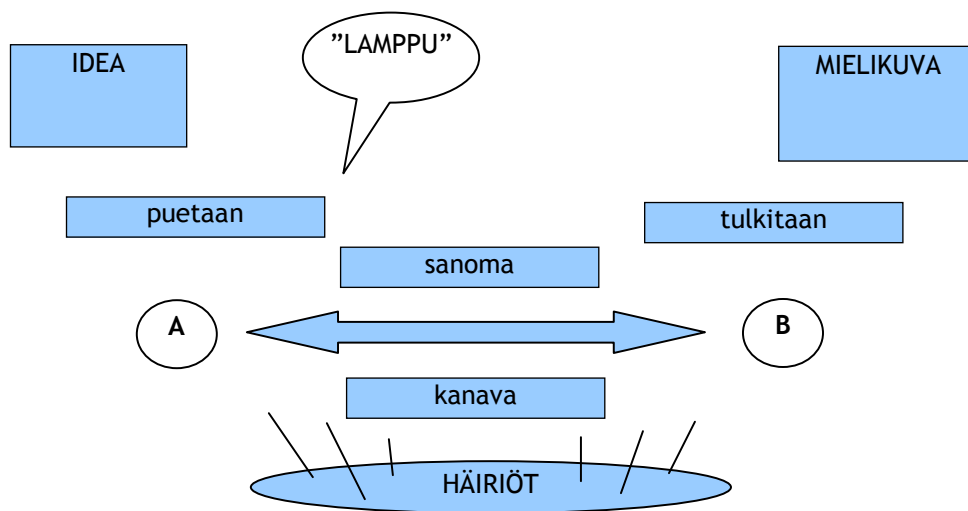 ”LAMPPU”
IDEA
MIELIKUVA
puetaan
tulkitaan
sanoma
A
B
kanava
HÄIRIÖT